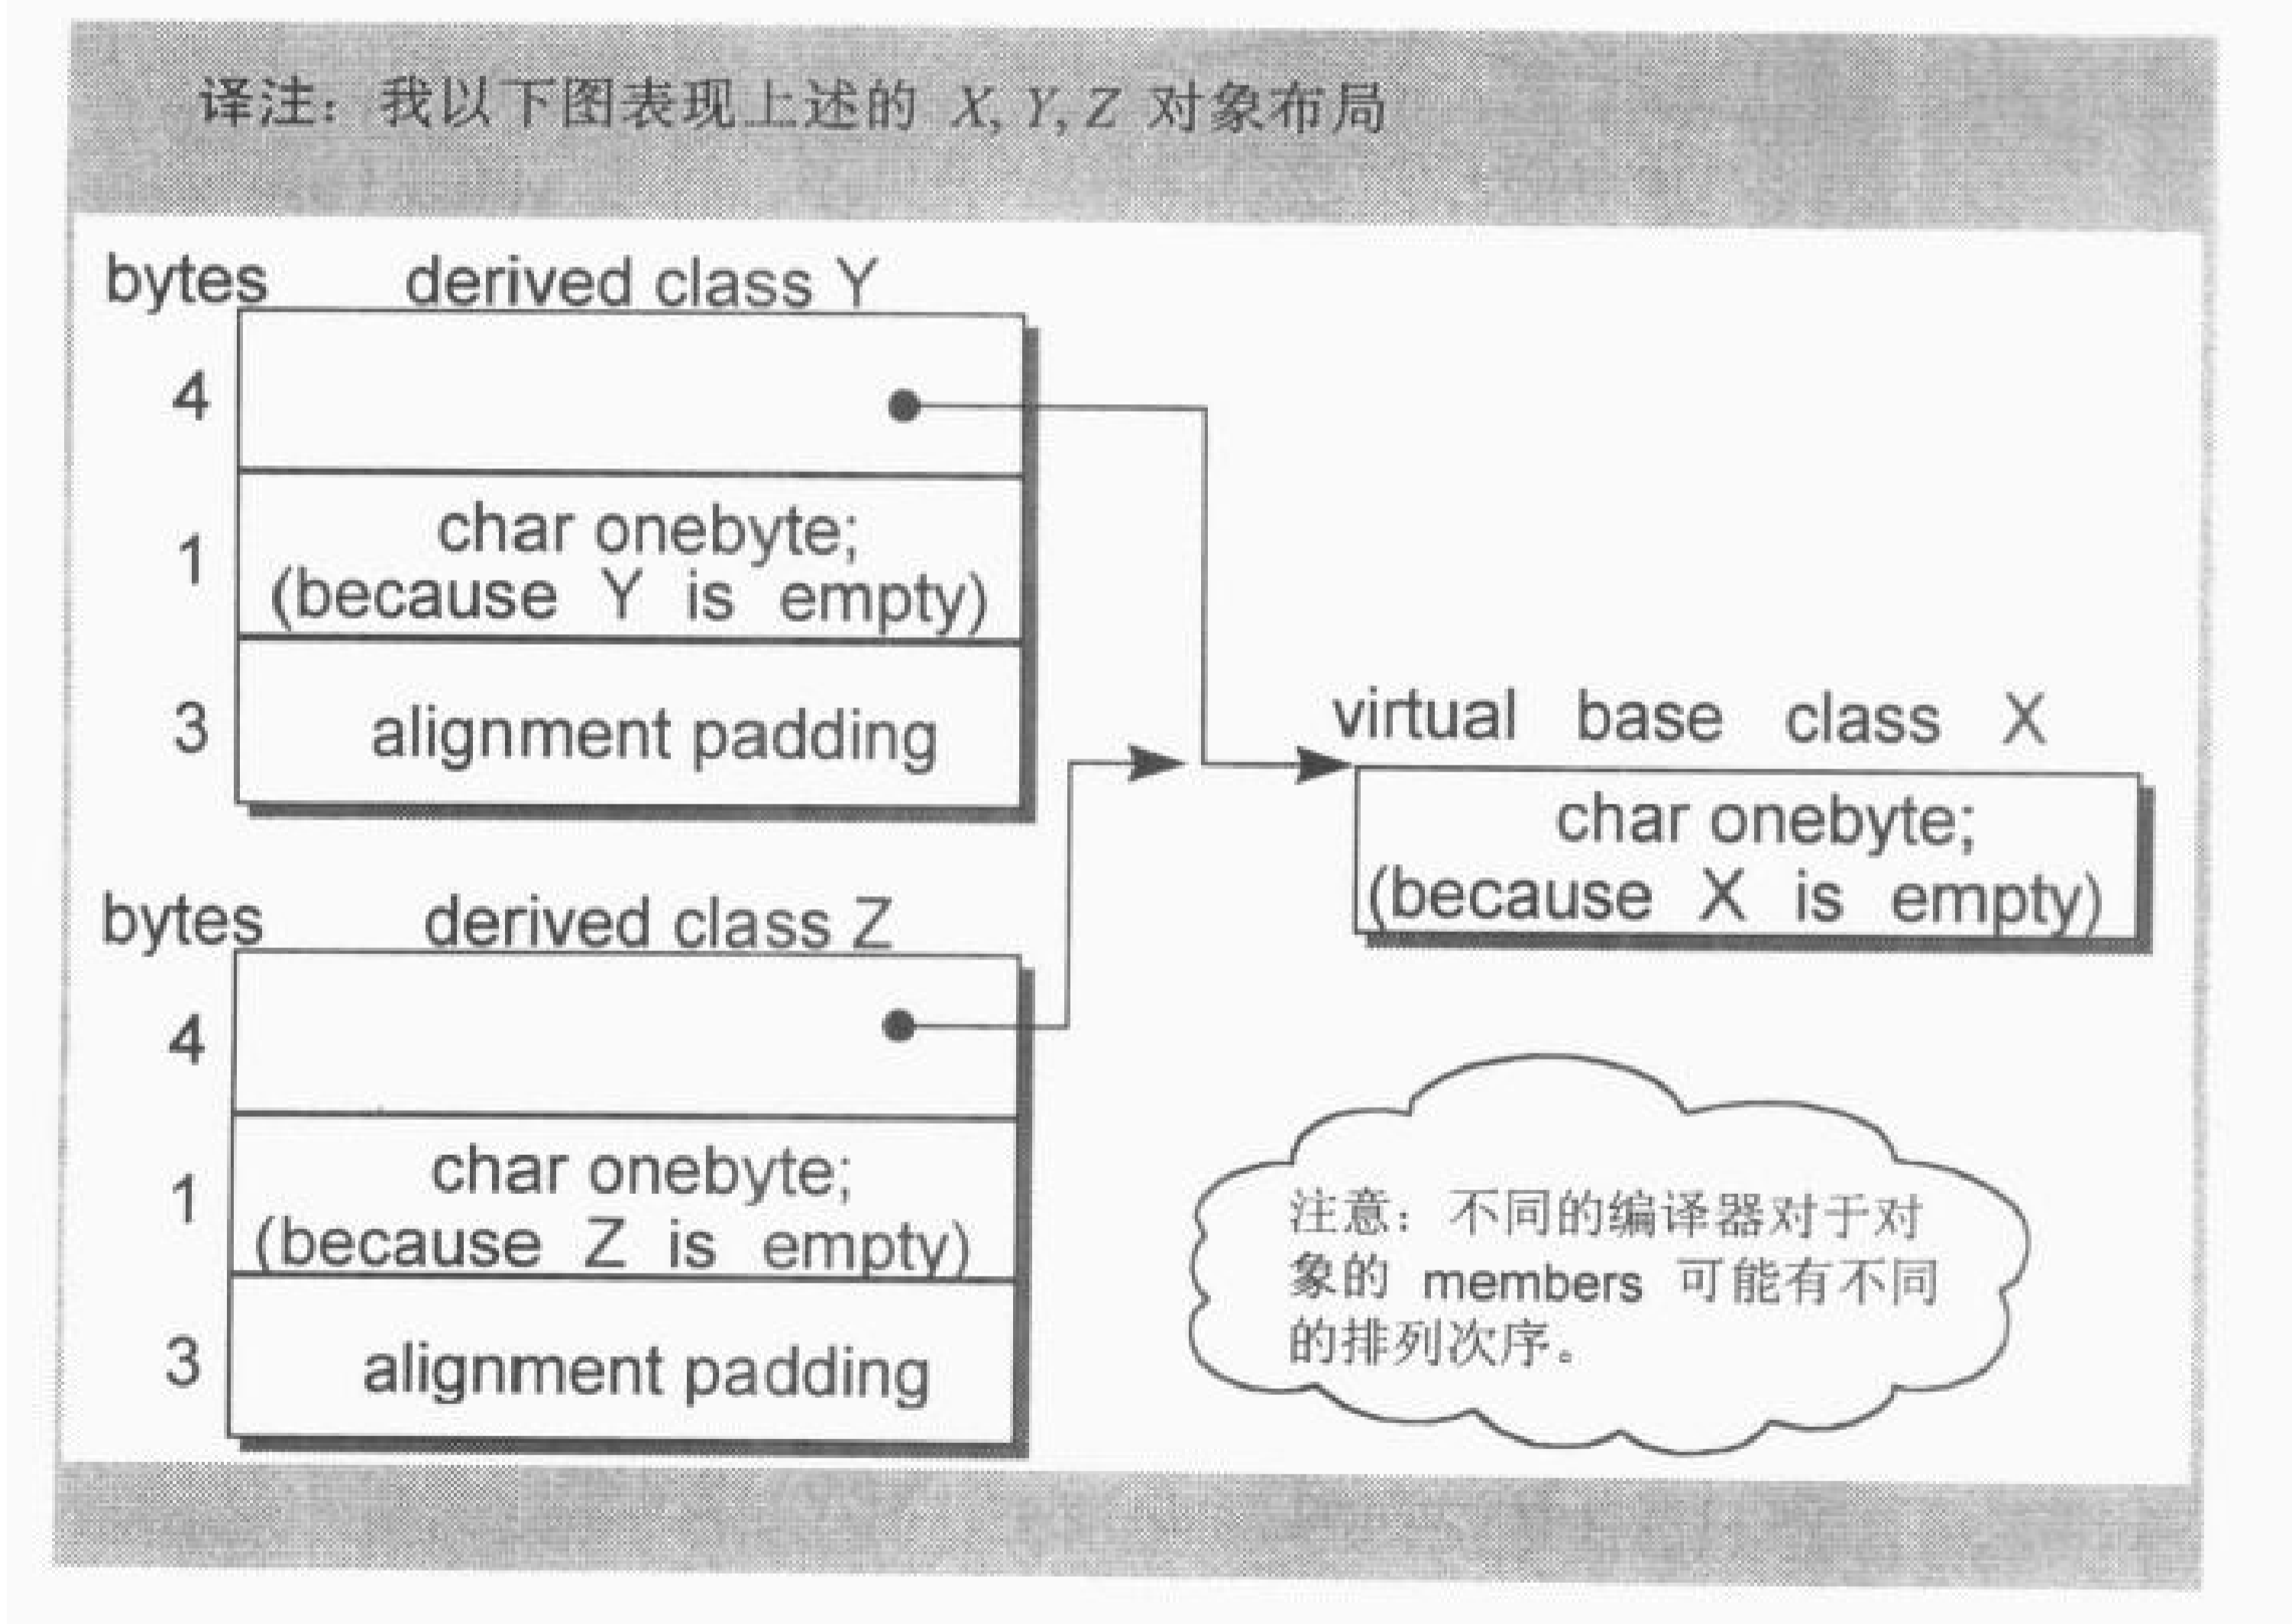 译注：我以下图表现上述的 X, Y, Z 对象布局
bytes derived class Y
4
char onebyte;
1
(because Y is empty)
3 alignment padding
virtual base class X
char onebyte;
(because X is empty)
bytes derived class Z
4
char onebyte;
1
(because Z is empty)
3 alignment padding
注意：不同的编译器对于对
象的 members 可能有不同
的排列次序。